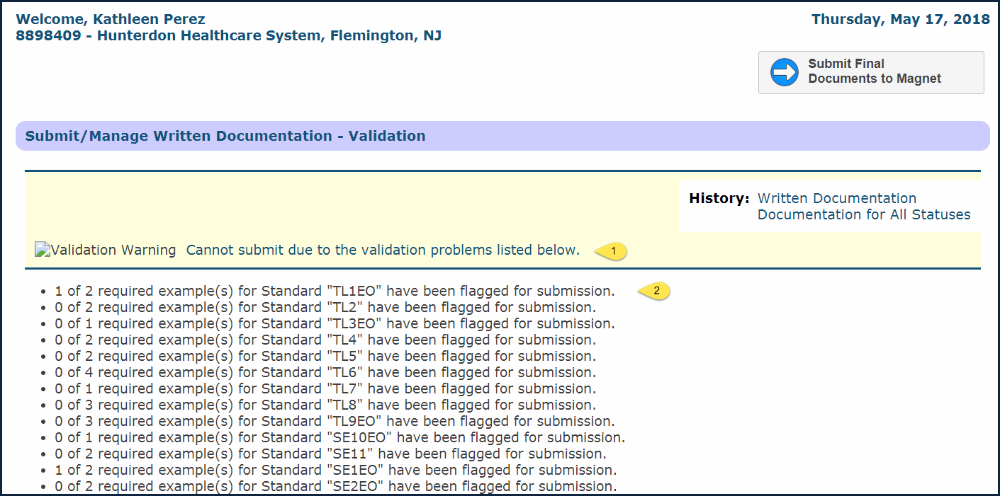 Welcome, Kathleen Perez
Thursday, May 17, 2018
8898409 - Hunterdon Healthcare System, Flemington, NJ
Submit Final
Documents to Magnet
Submit/Manage Written Documentation - Validation
History: Written Documentation
Documentation for All Statuses
Validation Warning Cannot submit due to the validation problems listed below. 1
• 1 of 2 required example(s) for Standard "TL1EO" have been flagged for submission. 2
• 0 of 2 required example(s) for Standard "TL2" have been flagged for submission.
• 0 of 1 required example(s) for Standard "TL3EO" have been flagged for submission.
• 0 of 2 required example(s) for Standard "TL4" have been flagged for submission.
• 0 of 2 required example(s) for Standard "TL5" have been flagged for submission.
• 0 of 4 required example(s) for Standard "TL6" have been flagged for submission.
• 0 of 1 required example(s) for Standard "TL7" have been flagged for submission.
• 0 of 3 required example(s) for Standard "TL8" have been flagged for submission.
• 0 of 3 required example(s) for Standard "TL9EO" have been flagged for submission.
• 0 of 1 required example(s) for Standard "SE10EO" have been flagged for submission.
• 0 of 2 required example(s) for Standard "SE11" have been flagged for submission.
• 1 of 2 required example(s) for Standard "SE1EO" have been flagged for submission.
• 0 of 2 required example(s) for Standard "SE2EO" have been flagged for submission.